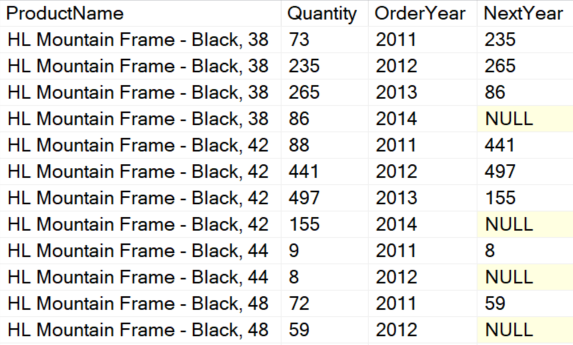 ProductName Quantity OrderYear NextYear
HL Mountain Frame - Black, 38 73 2011 235
HL Mountain Frame - Black, 38 235 2012 265
HL Mountain Frame - Black, 38 265 2013 86
HL Mountain Frame - Black, 38 86 2014 NULL
HL Mountain Frame - Black, 42 88 2011 441
HL Mountain Frame - Black, 42 441 2012 497
HL Mountain Frame - Black, 42 497 2013 155
HL Mountain Frame - Black, 42 155 2014 NULL
HL Mountain Frame - Black, 44 9 2011 8
HL Mountain Frame - Black, 44 8 2012 NULL
HL Mountain Frame - Black, 48 72 2011 59
HL Mountain Frame - Black, 48 59 2012 NULL